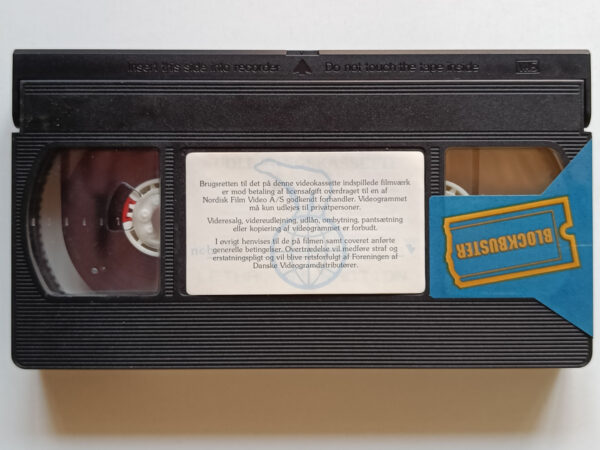 Insert this side into recorder
Do not touch the tape inside
VHS
Brugsretten til det på denne videokassette indspillede filmværk
er mod betaling af licensafgift overdraget til en af
Nordisk Film Video A/S godkendt forhandler. Videogrammet
må kun udlejes til privatpersoner.
Videresalg, videreudlejning, udlån, ombytning, pantsætning
eller kopiering af videogrammet er forbudt.
I øvrigt henvises til de på filmen samt coveret anførte
generelle betingelser. Overtrædelse vil medføre straf og
erstatningspligt og vil blive retsforfulgt af Foreningen af
Danske Videogramdistributører.
BLOCKBUSTER